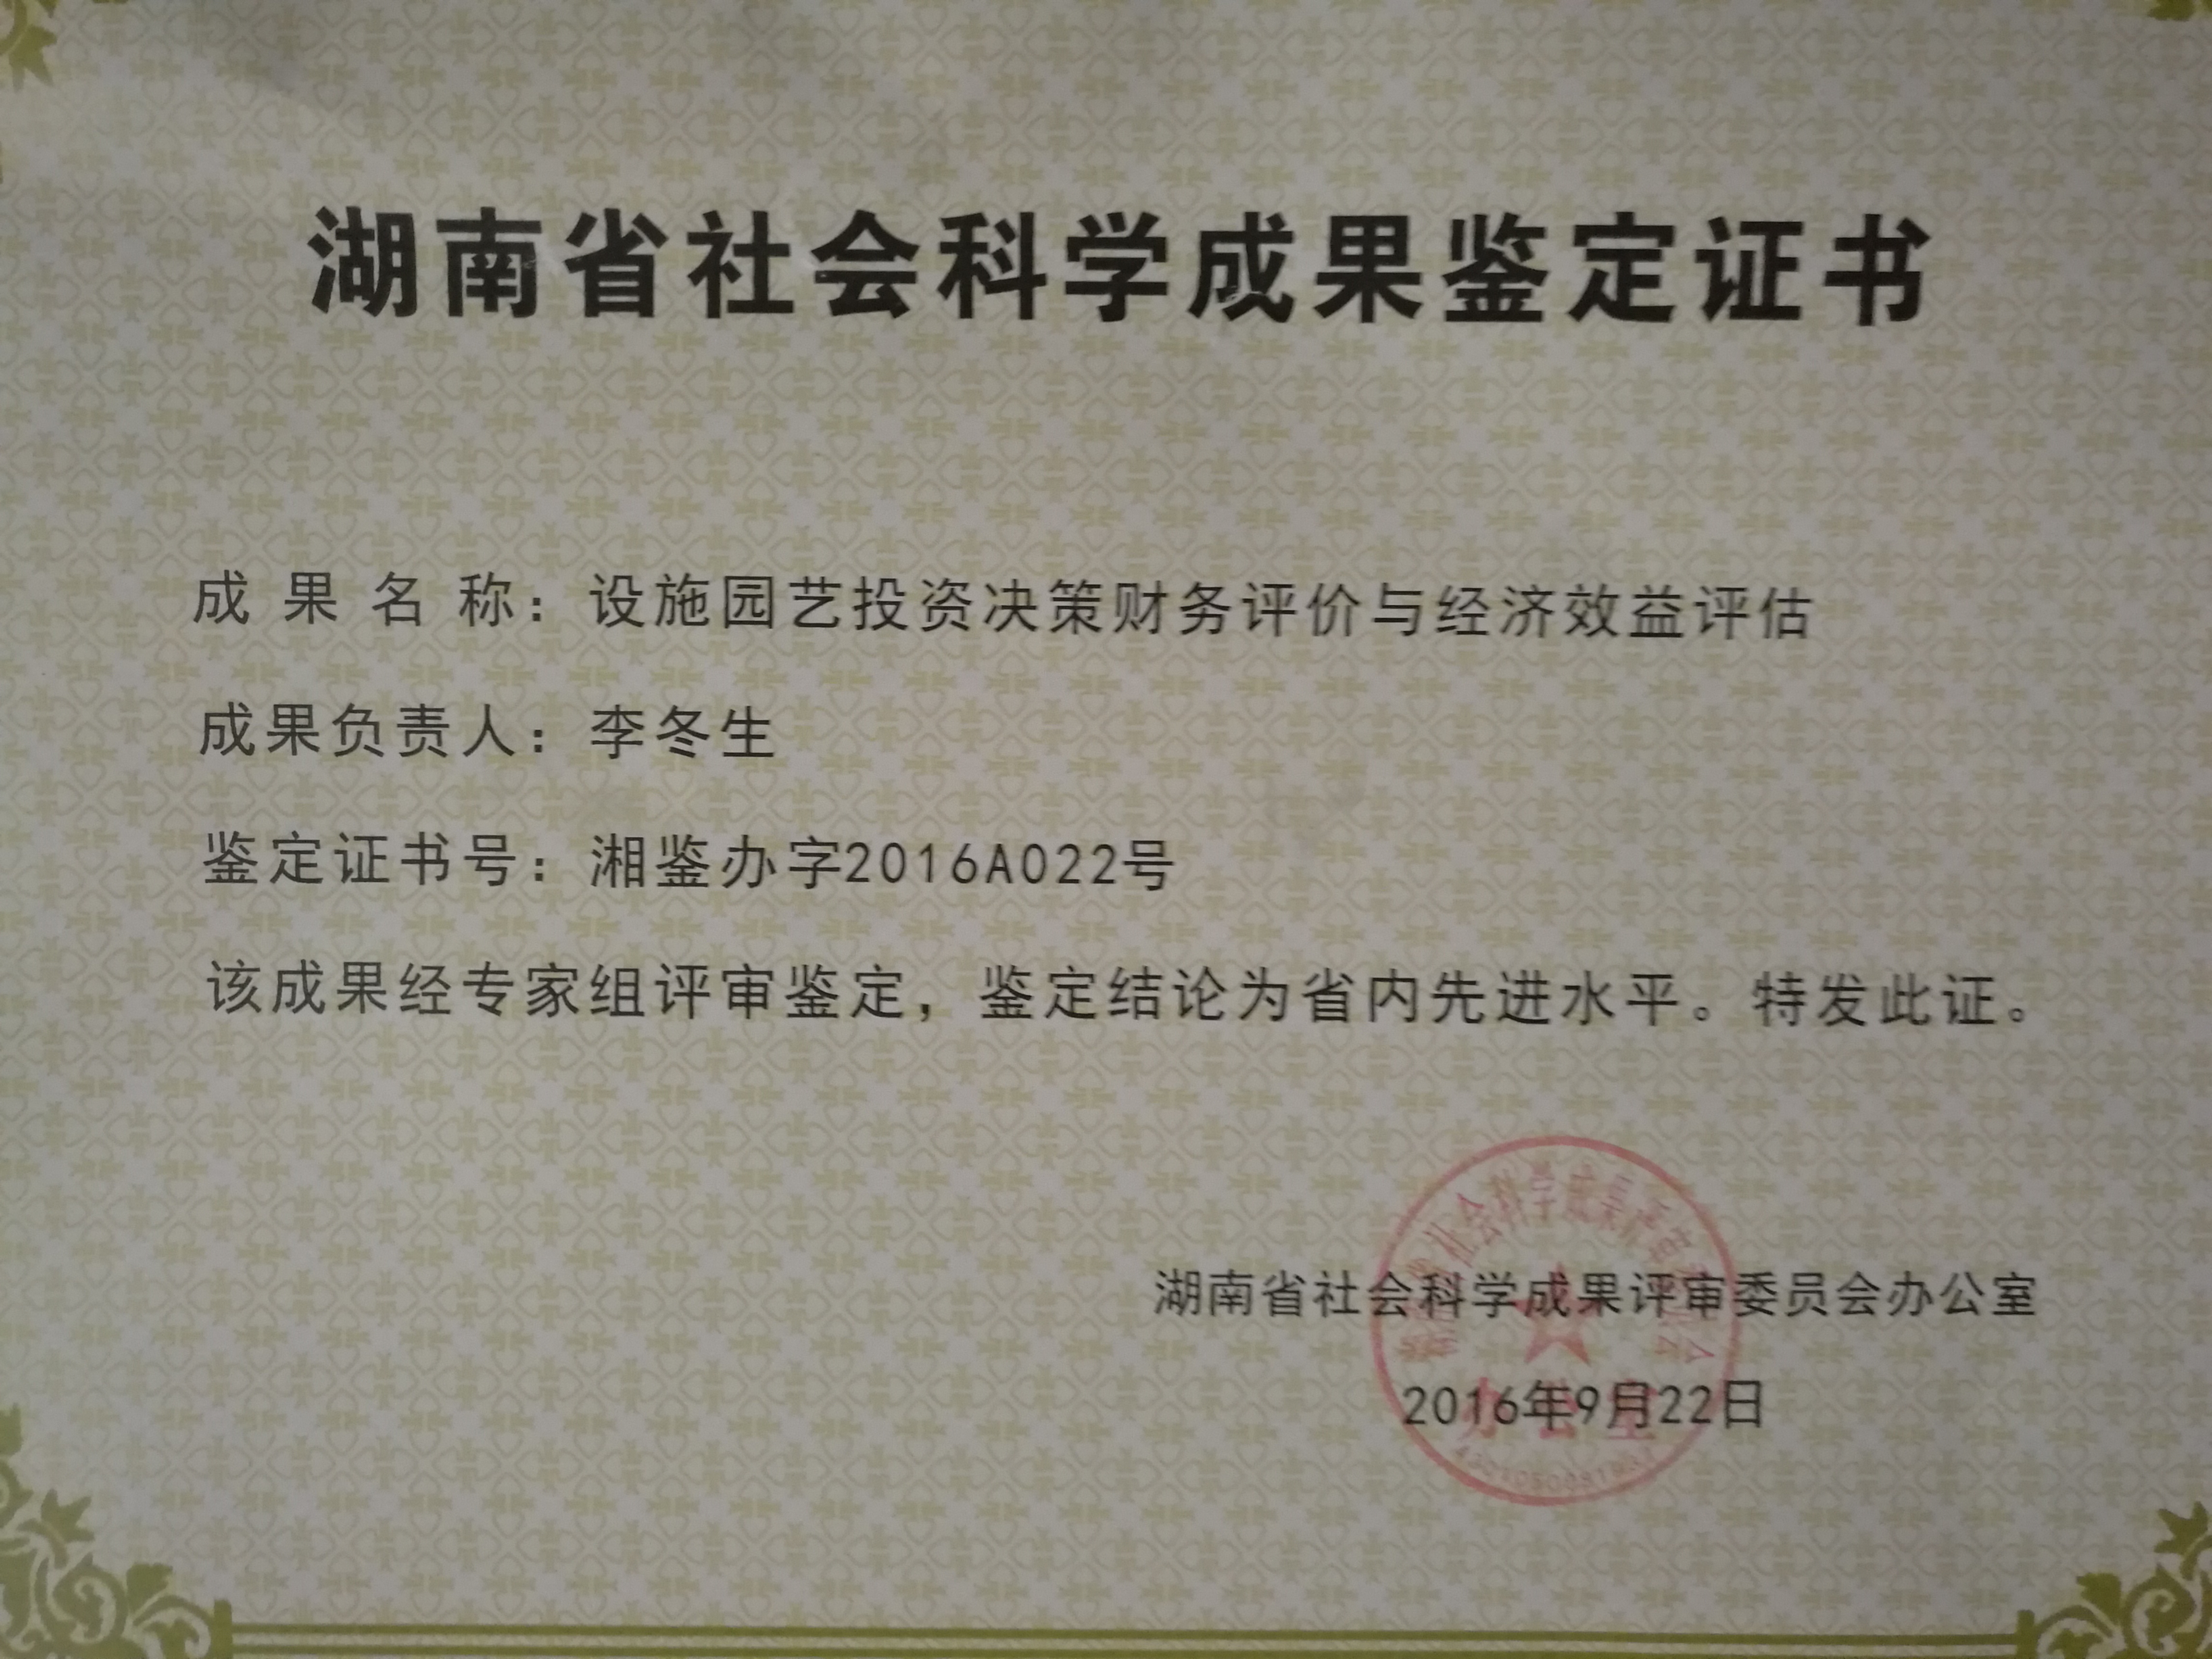 湖南省社会科学成果鉴定证书
成果名称：设施园艺投资决策财务评价与经济效益评估
成果负责人：李冬生
鉴定证书号：湘鉴办字2016A022号
该成果经专家组评审鉴定，鉴定结论为省内先进水平。特发此证。
湖南省社会科学成果评审委员会办公室
2016年9月22日
社会科学成果评审
办公室